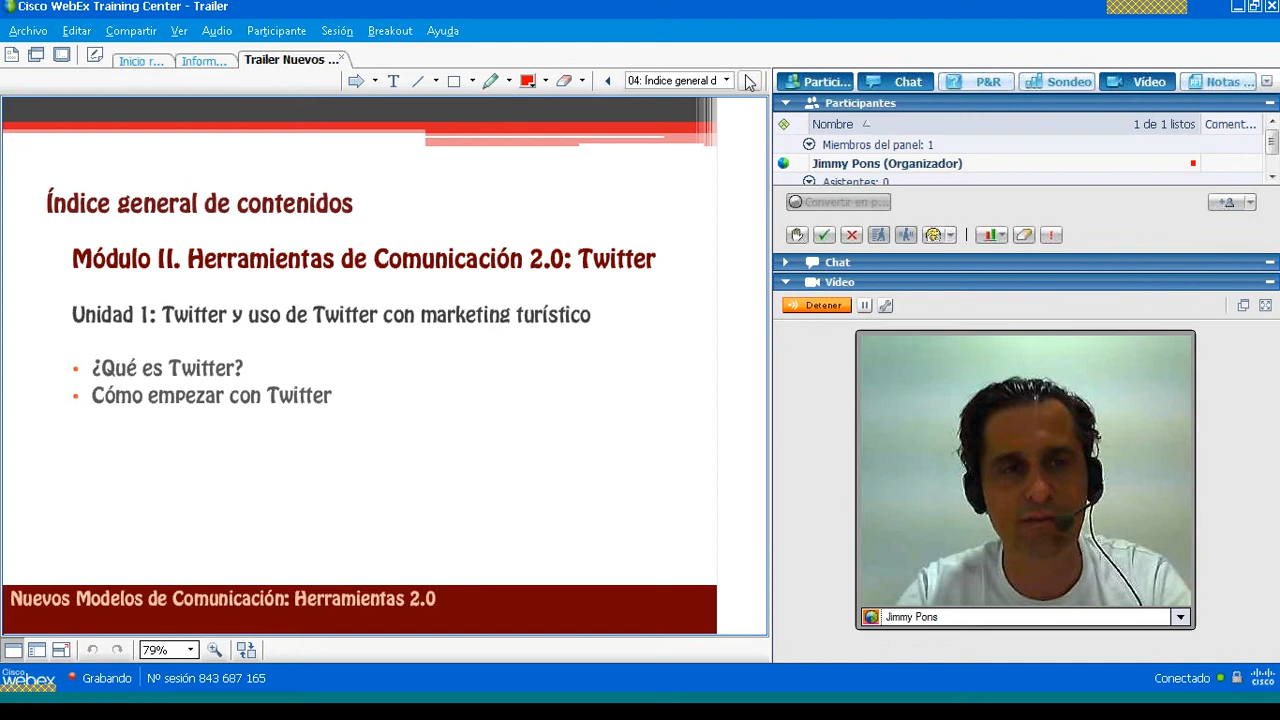 Cisco WebEx Training Center - Trailer
Archivo Editar Compartir Ver Audio Participante Sesión Breakout Ayuda
Inicio r... Inform... Trailer Nuevos ...
04: Índice general d
Partici... Chat P&R Sondeo Vídeo Notas ...
Participantes
Nombre 1 de 1 listos Coment...
Miembros del panel: 1
Jimmy Pons (Organizador)
Asistentes: 0
Convertir en p...
Chat
Vídeo
Detener
Jimmy Pons
Índice general de contenidos
Módulo II. Herramientas de Comunicación 2.0: Twitter
Unidad 1: Twitter y uso de Twitter con marketing turístico
• ¿Qué es Twitter?
• Cómo empezar con Twitter
Nuevos Modelos de Comunicación: Herramientas 2.0
79%
Cisco
webex
Grabando Nº sesión 843 687 165
Conectado
CISCO